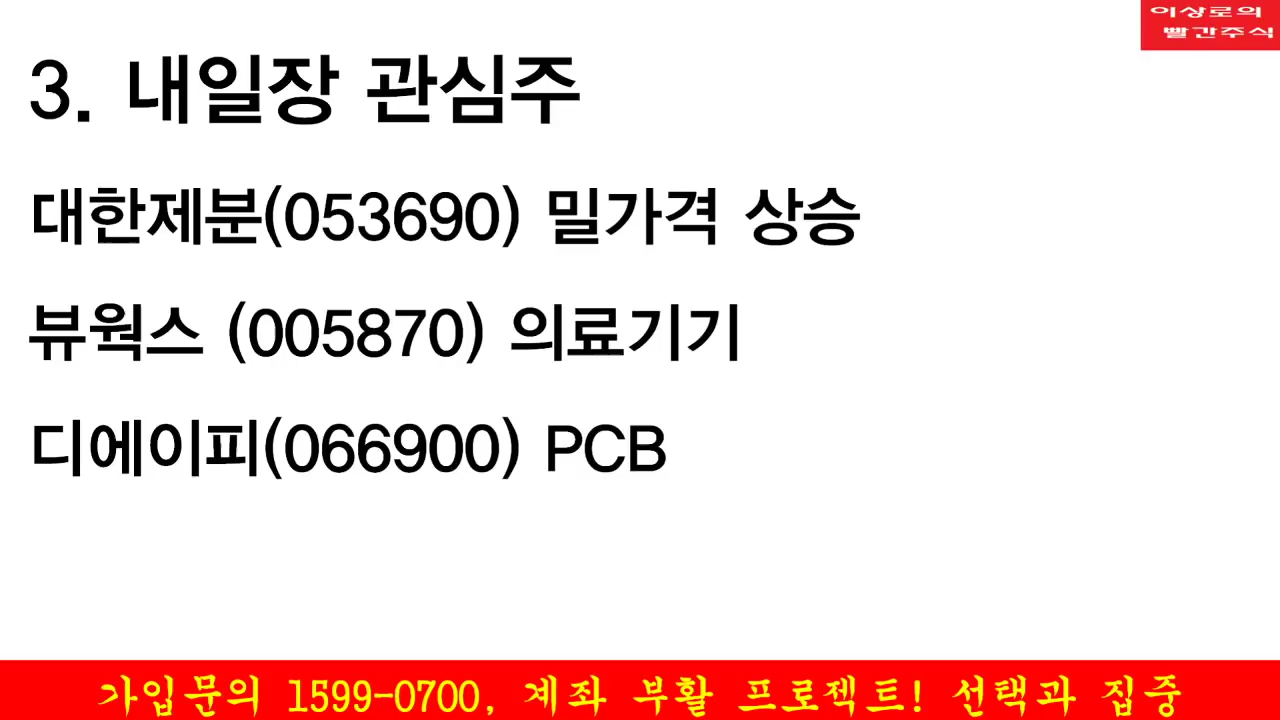 이상로의
빨간주식
3. 내일장 관심주
대한제분(053690) 밀가격 상승
뷰웍스 (005870) 의료기기
디에이피(066900) PCB
가입문의 1599-0700, 계좌 부활 프로젝트! 선택과 집중